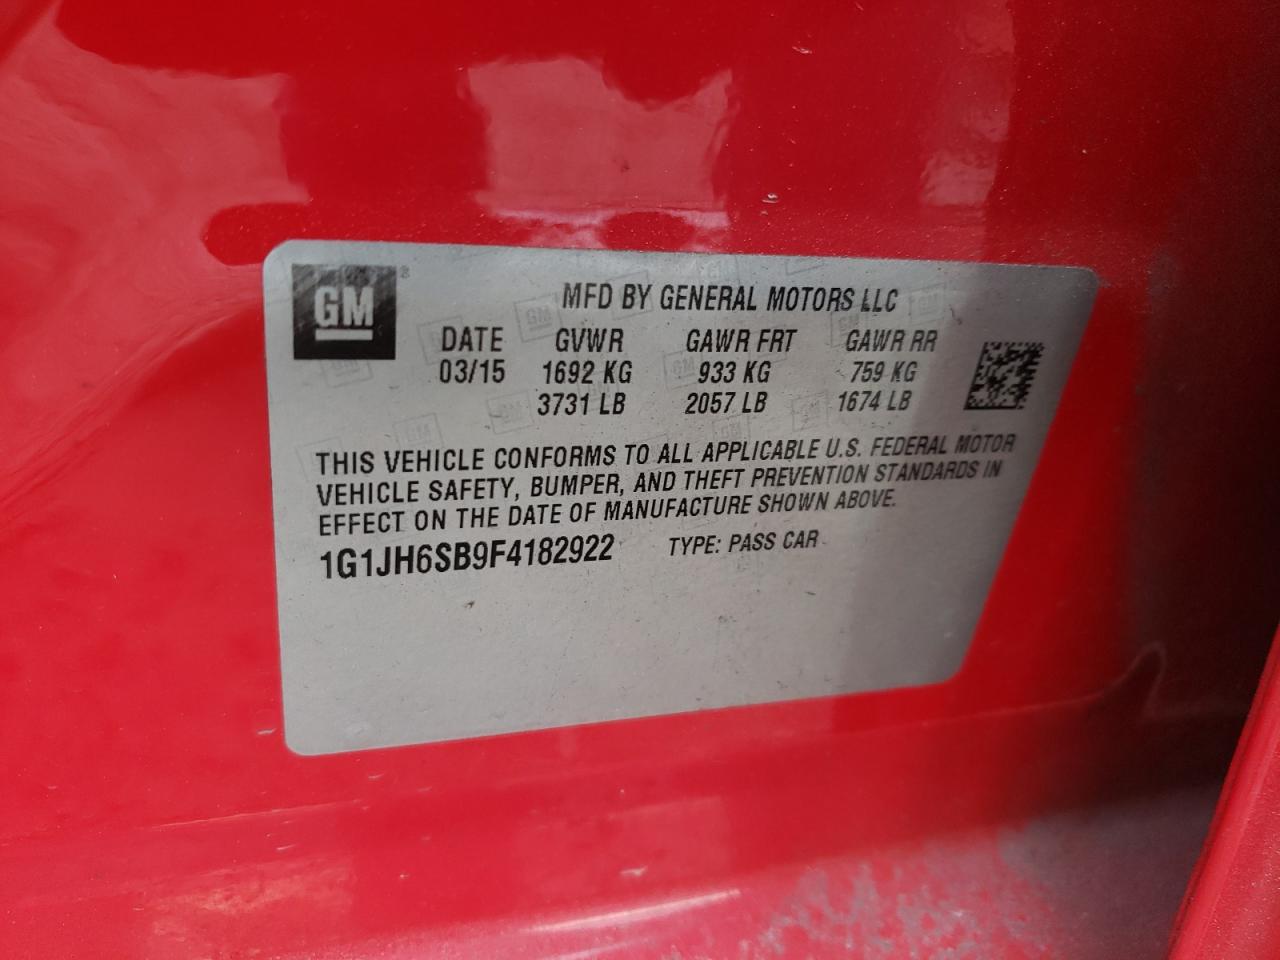 GM ®
MFD BY GENERAL MOTORS LLC
DATE GVWR GAWR FRT GAWR RR
03/15 1692 KG 933 KG 759 KG
3731 LB 2057 LB 1674 LB
THIS VEHICLE CONFORMS TO ALL APPLICABLE U.S. FEDERAL MOTOR
VEHICLE SAFETY, BUMPER, AND THEFT PREVENTION STANDARDS IN
EFFECT ON THE DATE OF MANUFACTURE SHOWN ABOVE.
1G1JH6SB9F4182922 TYPE: PASS CAR